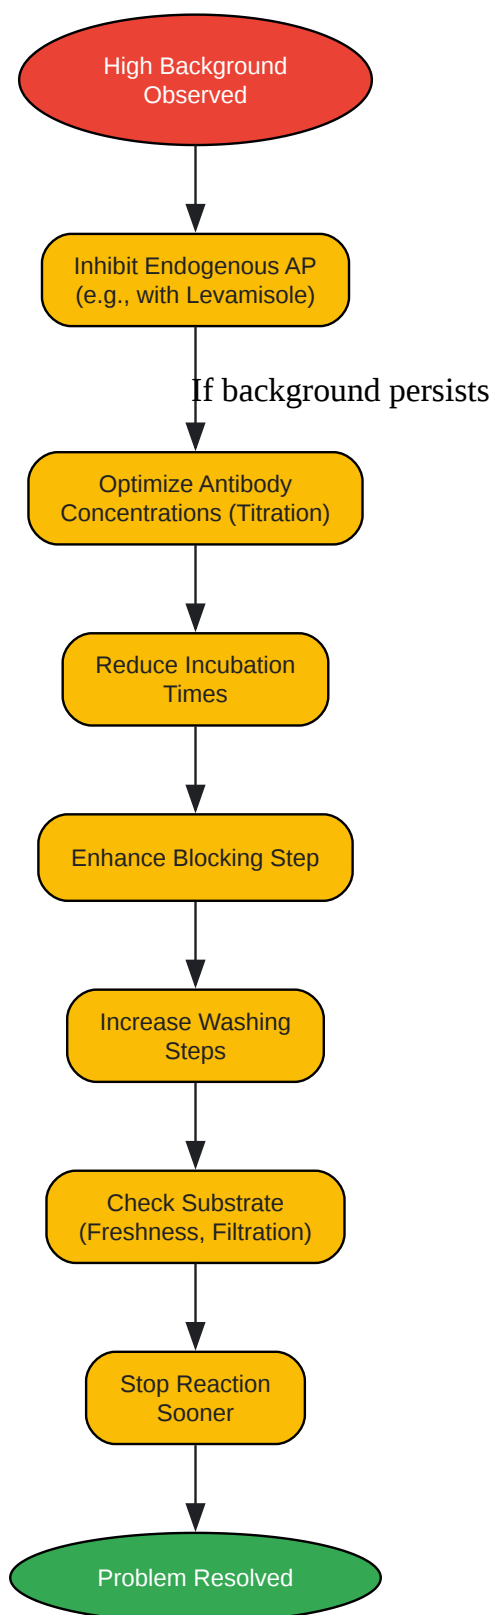 High Background
Observed
Inhibit Endogenous AP
(e.g., with Levamisole)
If background persists
Optimize Antibody
Concentrations (Titration)
Reduce Incubation
Times
Enhance Blocking Step
Increase Washing
Steps
Check Substrate
(Freshness, Filtration)
Stop Reaction
Sooner
Problem Resolved